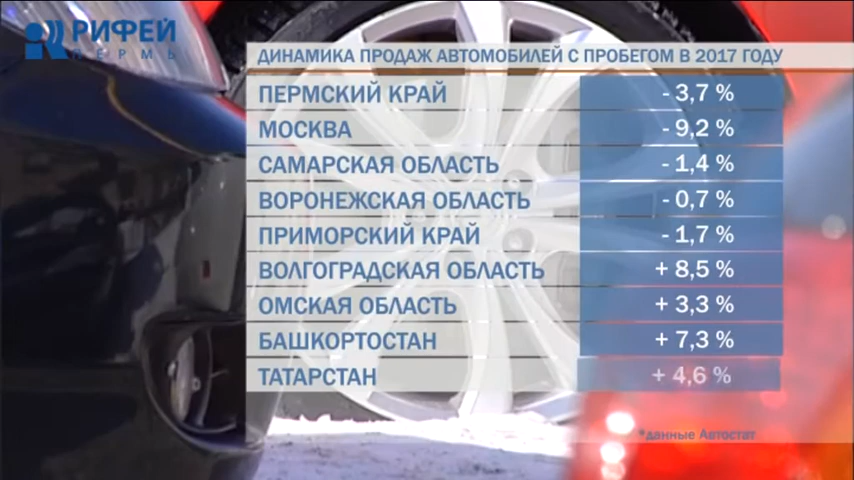 РИФЕЙ
ПЕРМЬ
ДИНАМИКА ПРОДАЖ АВТОМОБИЛЕЙ С ПРОБЕГОМ В 2017 ГОДУ
ПЕРМСКИЙ КРАЙ - 3,7 %
МОСКВА - 9,2 %
САМАРСКАЯ ОБЛАСТЬ - 1,4 %
ВОРОНЕЖСКАЯ ОБЛАСТЬ - 0,7 %
ПРИМОРСКИЙ КРАЙ - 1,7 %
ВОЛГОГРАДСКАЯ ОБЛАСТЬ + 8,5 %
ОМСКАЯ ОБЛАСТЬ + 3,3 %
БАШКОРТОСТАН + 7,3 %
ТАТАРСТАН + 4,6 %
*данные Автостат